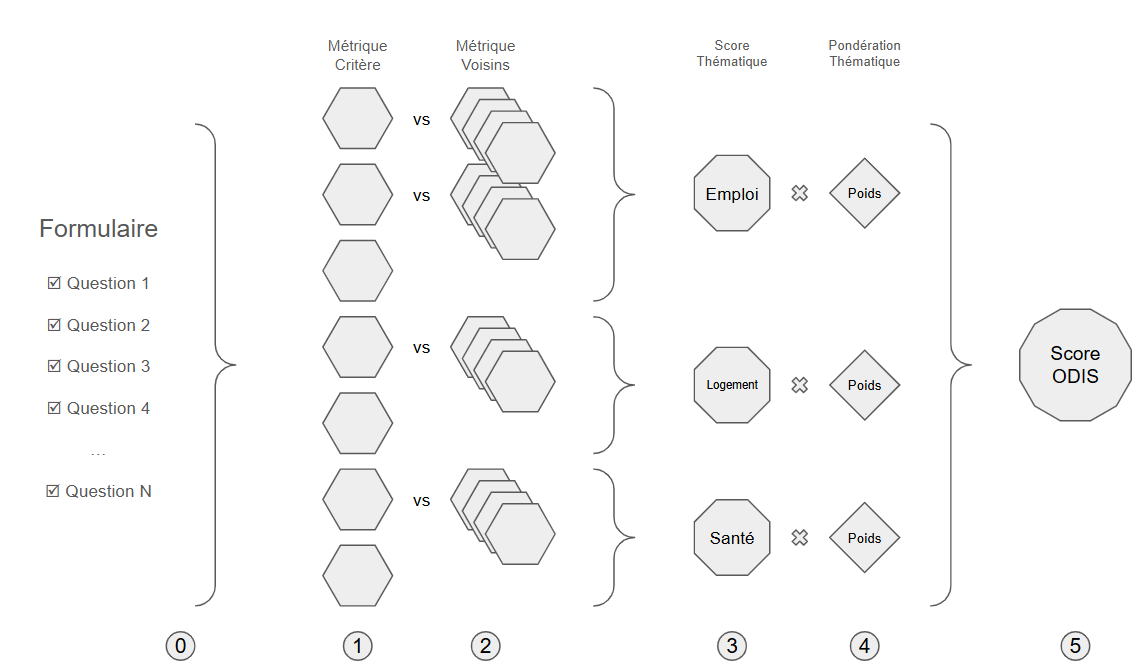 Métrique
Critère
Métrique
Voisins
Score
Thématique
Pondération
Thématique
Formulaire
Question 1
Question 2
Question 3
Question 4
...
Question N
vs
vs
vs
vs
Emploi
Poids
Logement
Poids
Santé
Poids
Score
ODIS
0
1
2
3
4
5